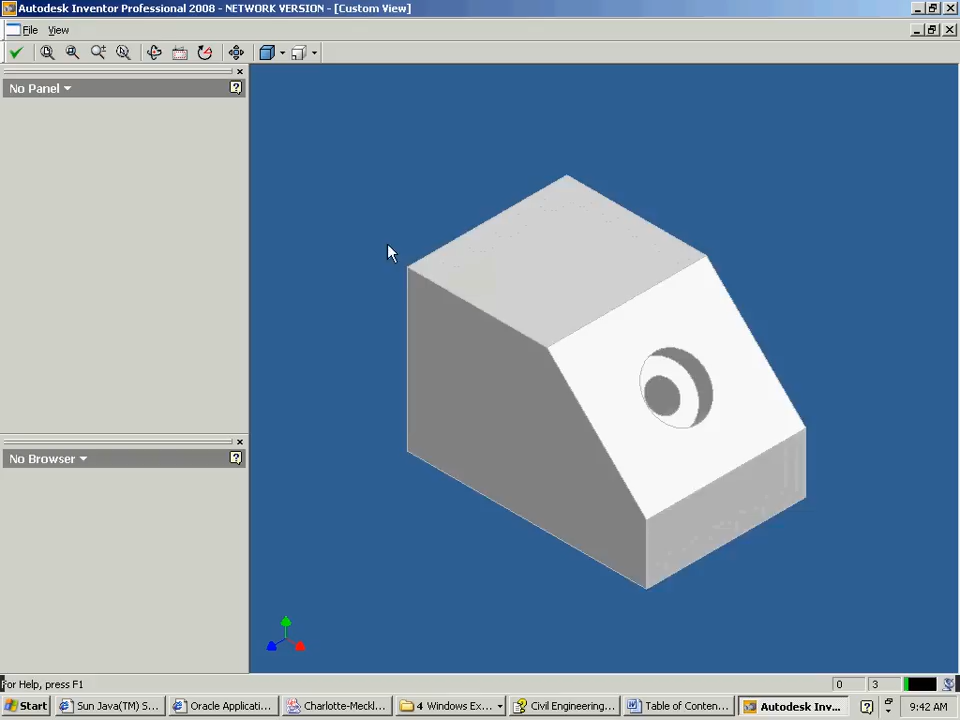 Autodesk Inventor Professional 2008 - NETWORK VERSION - [Custom View]
File View
No Panel
No Browser
For Help, press F1
0 3
Start Sun Java(TM) S... Oracle Applicati... Charlotte-Meckl... 4 Windows Ex... Civil Engineering... Table of Conten... Autodesk Inv... 9:42 AM